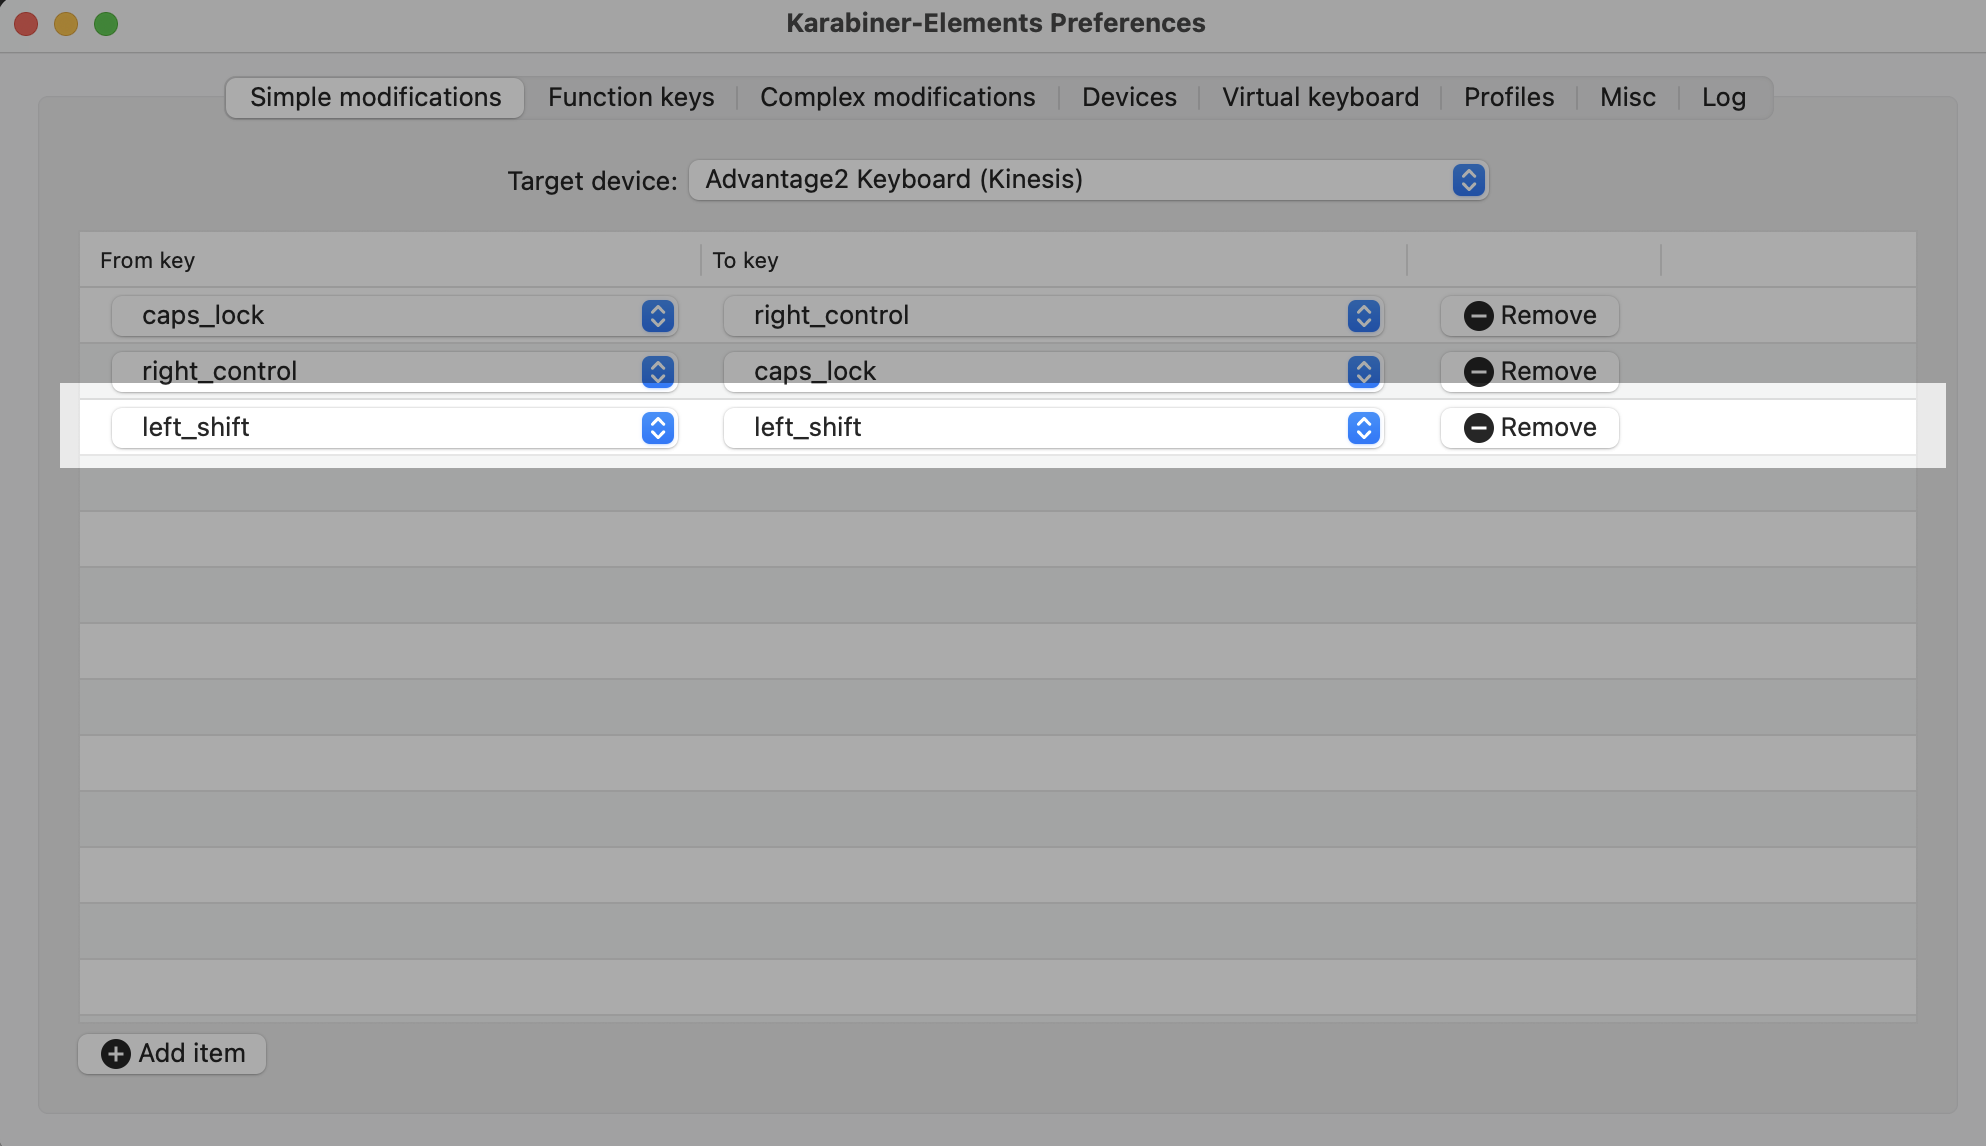 Karabiner-Elements Preferences
Simple modifications Function keys Complex modifications Devices Virtual keyboard Profiles Misc Log
Target device: Advantage2 Keyboard (Kinesis)
From key To key
caps_lock right_control Remove
right_control caps_lock Remove
left_shift left_shift Remove
Add item